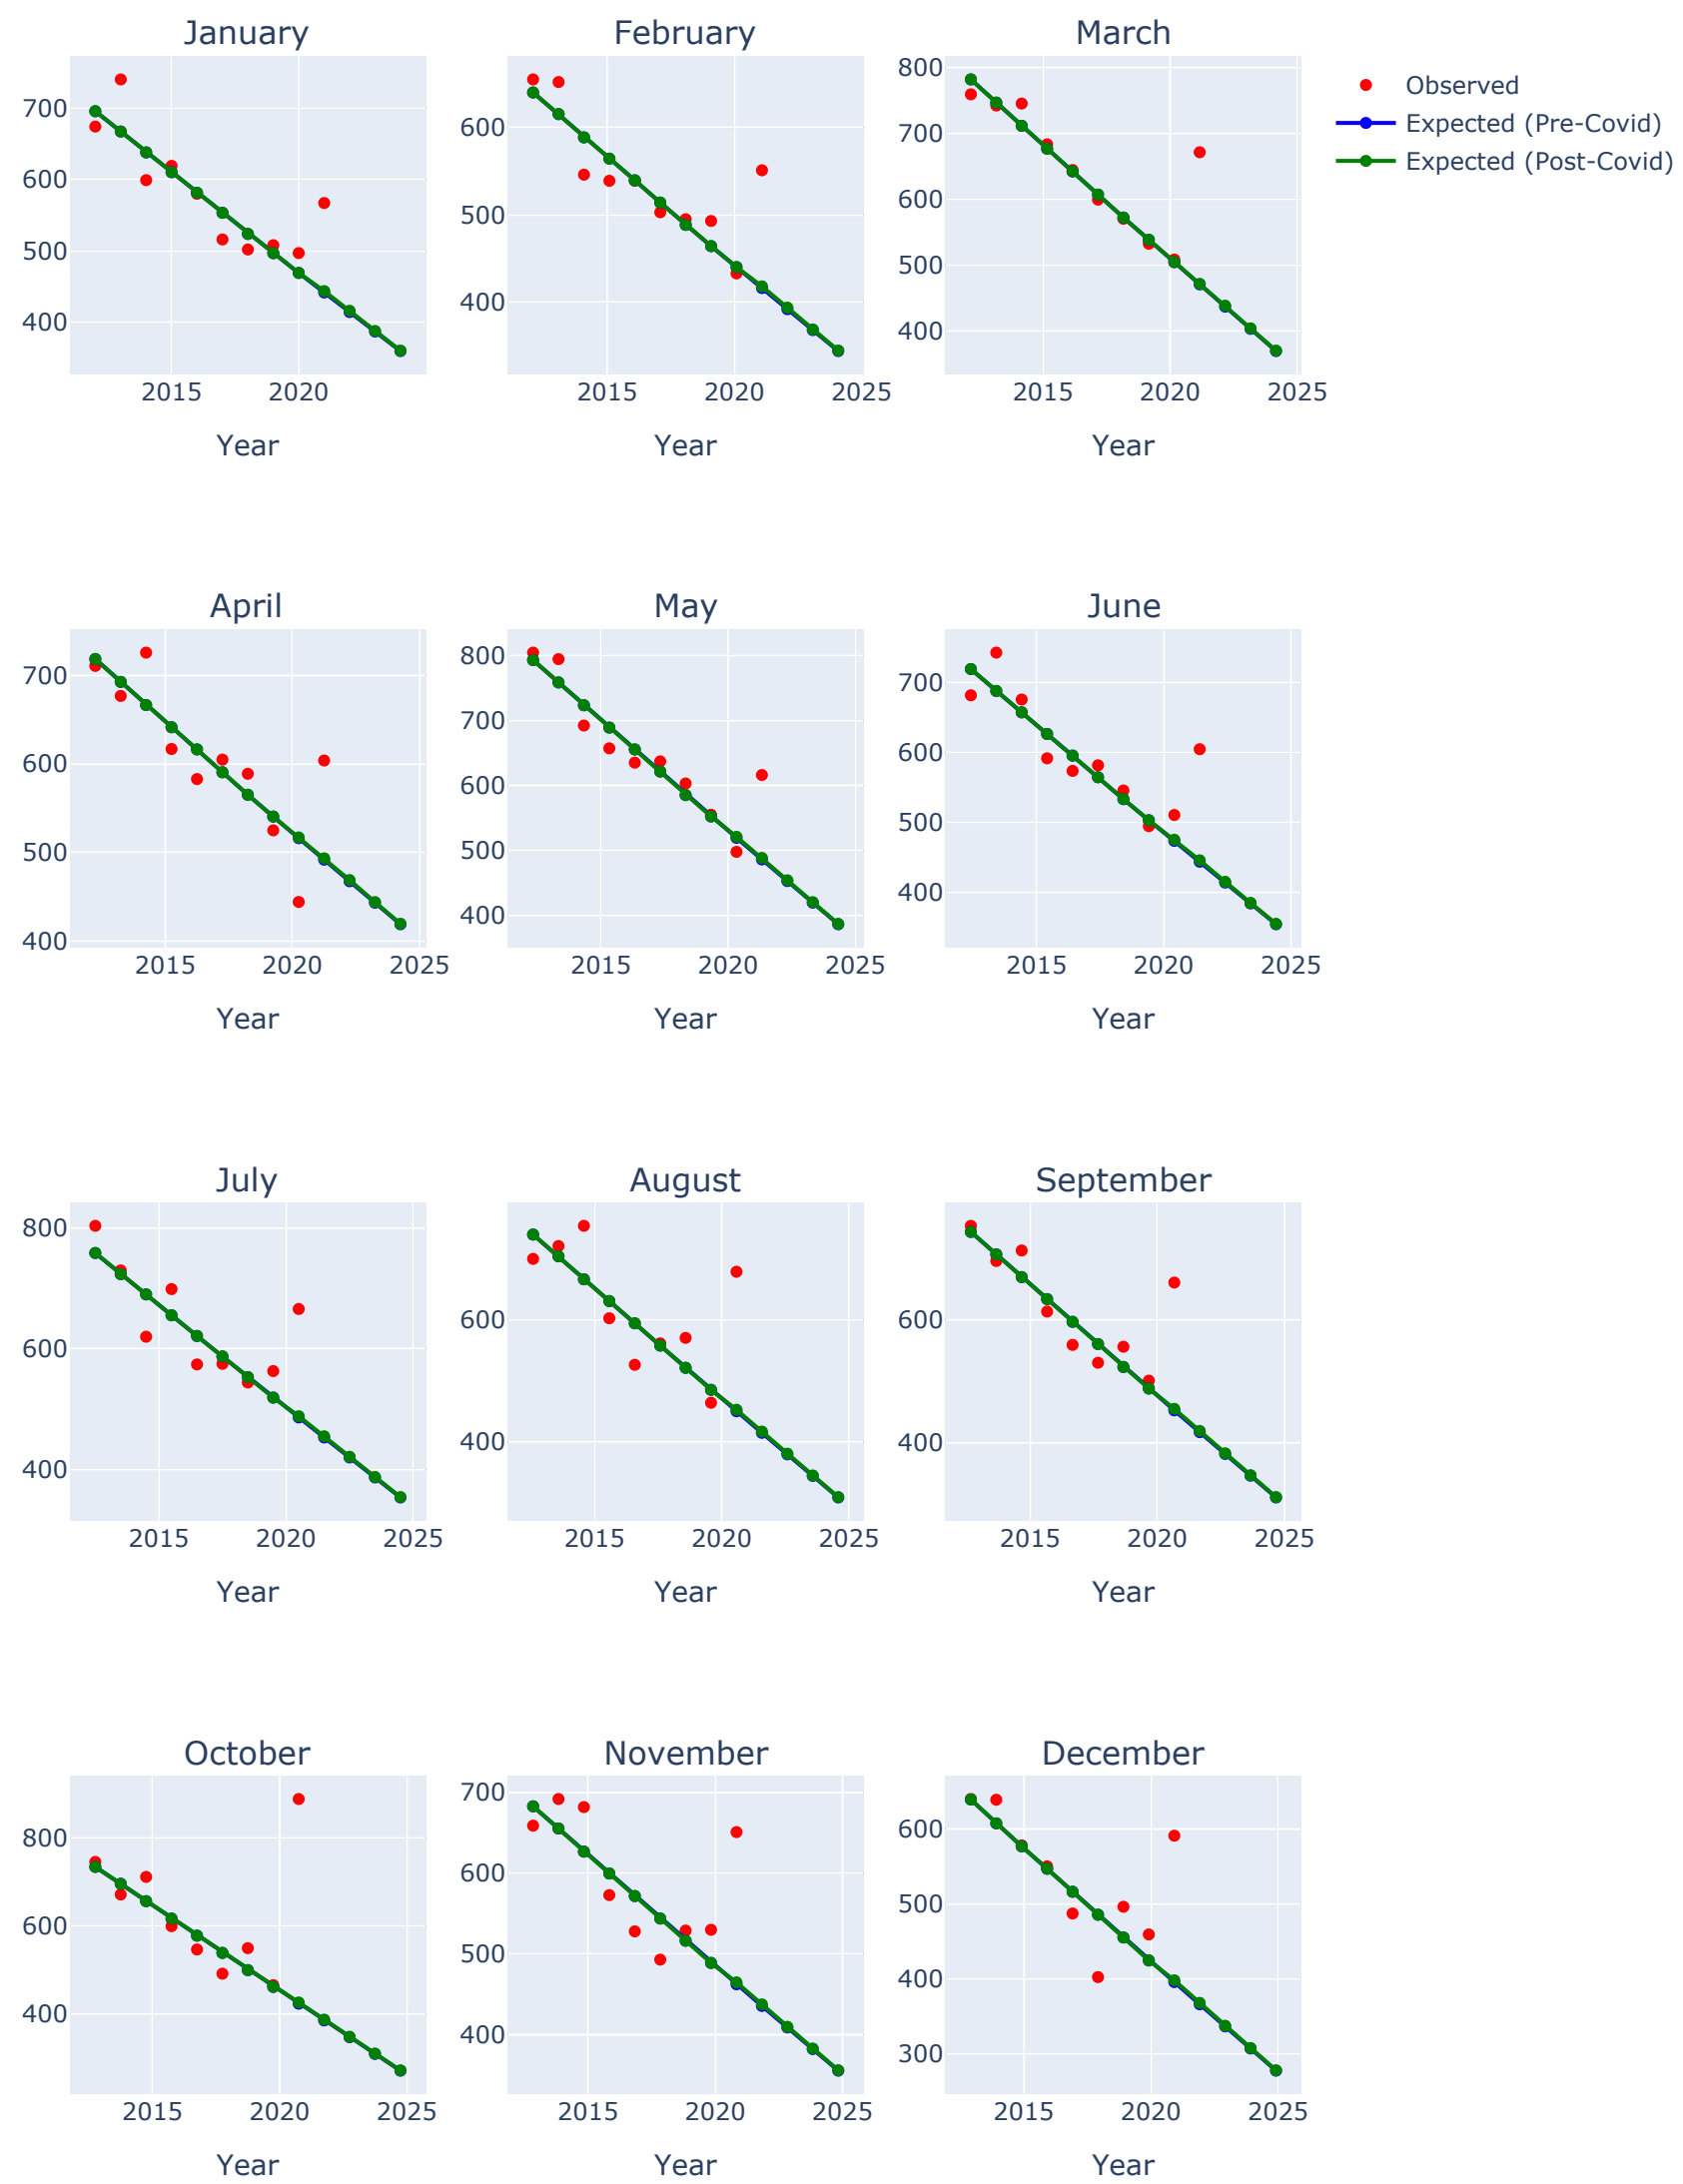 January February March
Observed
Expected (Pre-Covid)
Expected (Post-Covid)
700
600
500
400
2015 2020
Year
600
500
400
2015 2020 2025
Year
800
700
600
500
400
2015 2020 2025
Year
April May June
700
600
500
400
2015 2020 2025
Year
800
700
600
500
400
2015 2020 2025
Year
700
600
500
400
2015 2020 2025
Year
July August September
800
600
400
2015 2020 2025
Year
600
400
2015 2020 2025
Year
600
400
2015 2020 2025
Year
October November December
800
600
400
2015 2020 2025
Year
700
600
500
400
2015 2020 2025
Year
600
500
400
300
2015 2020 2025
Year